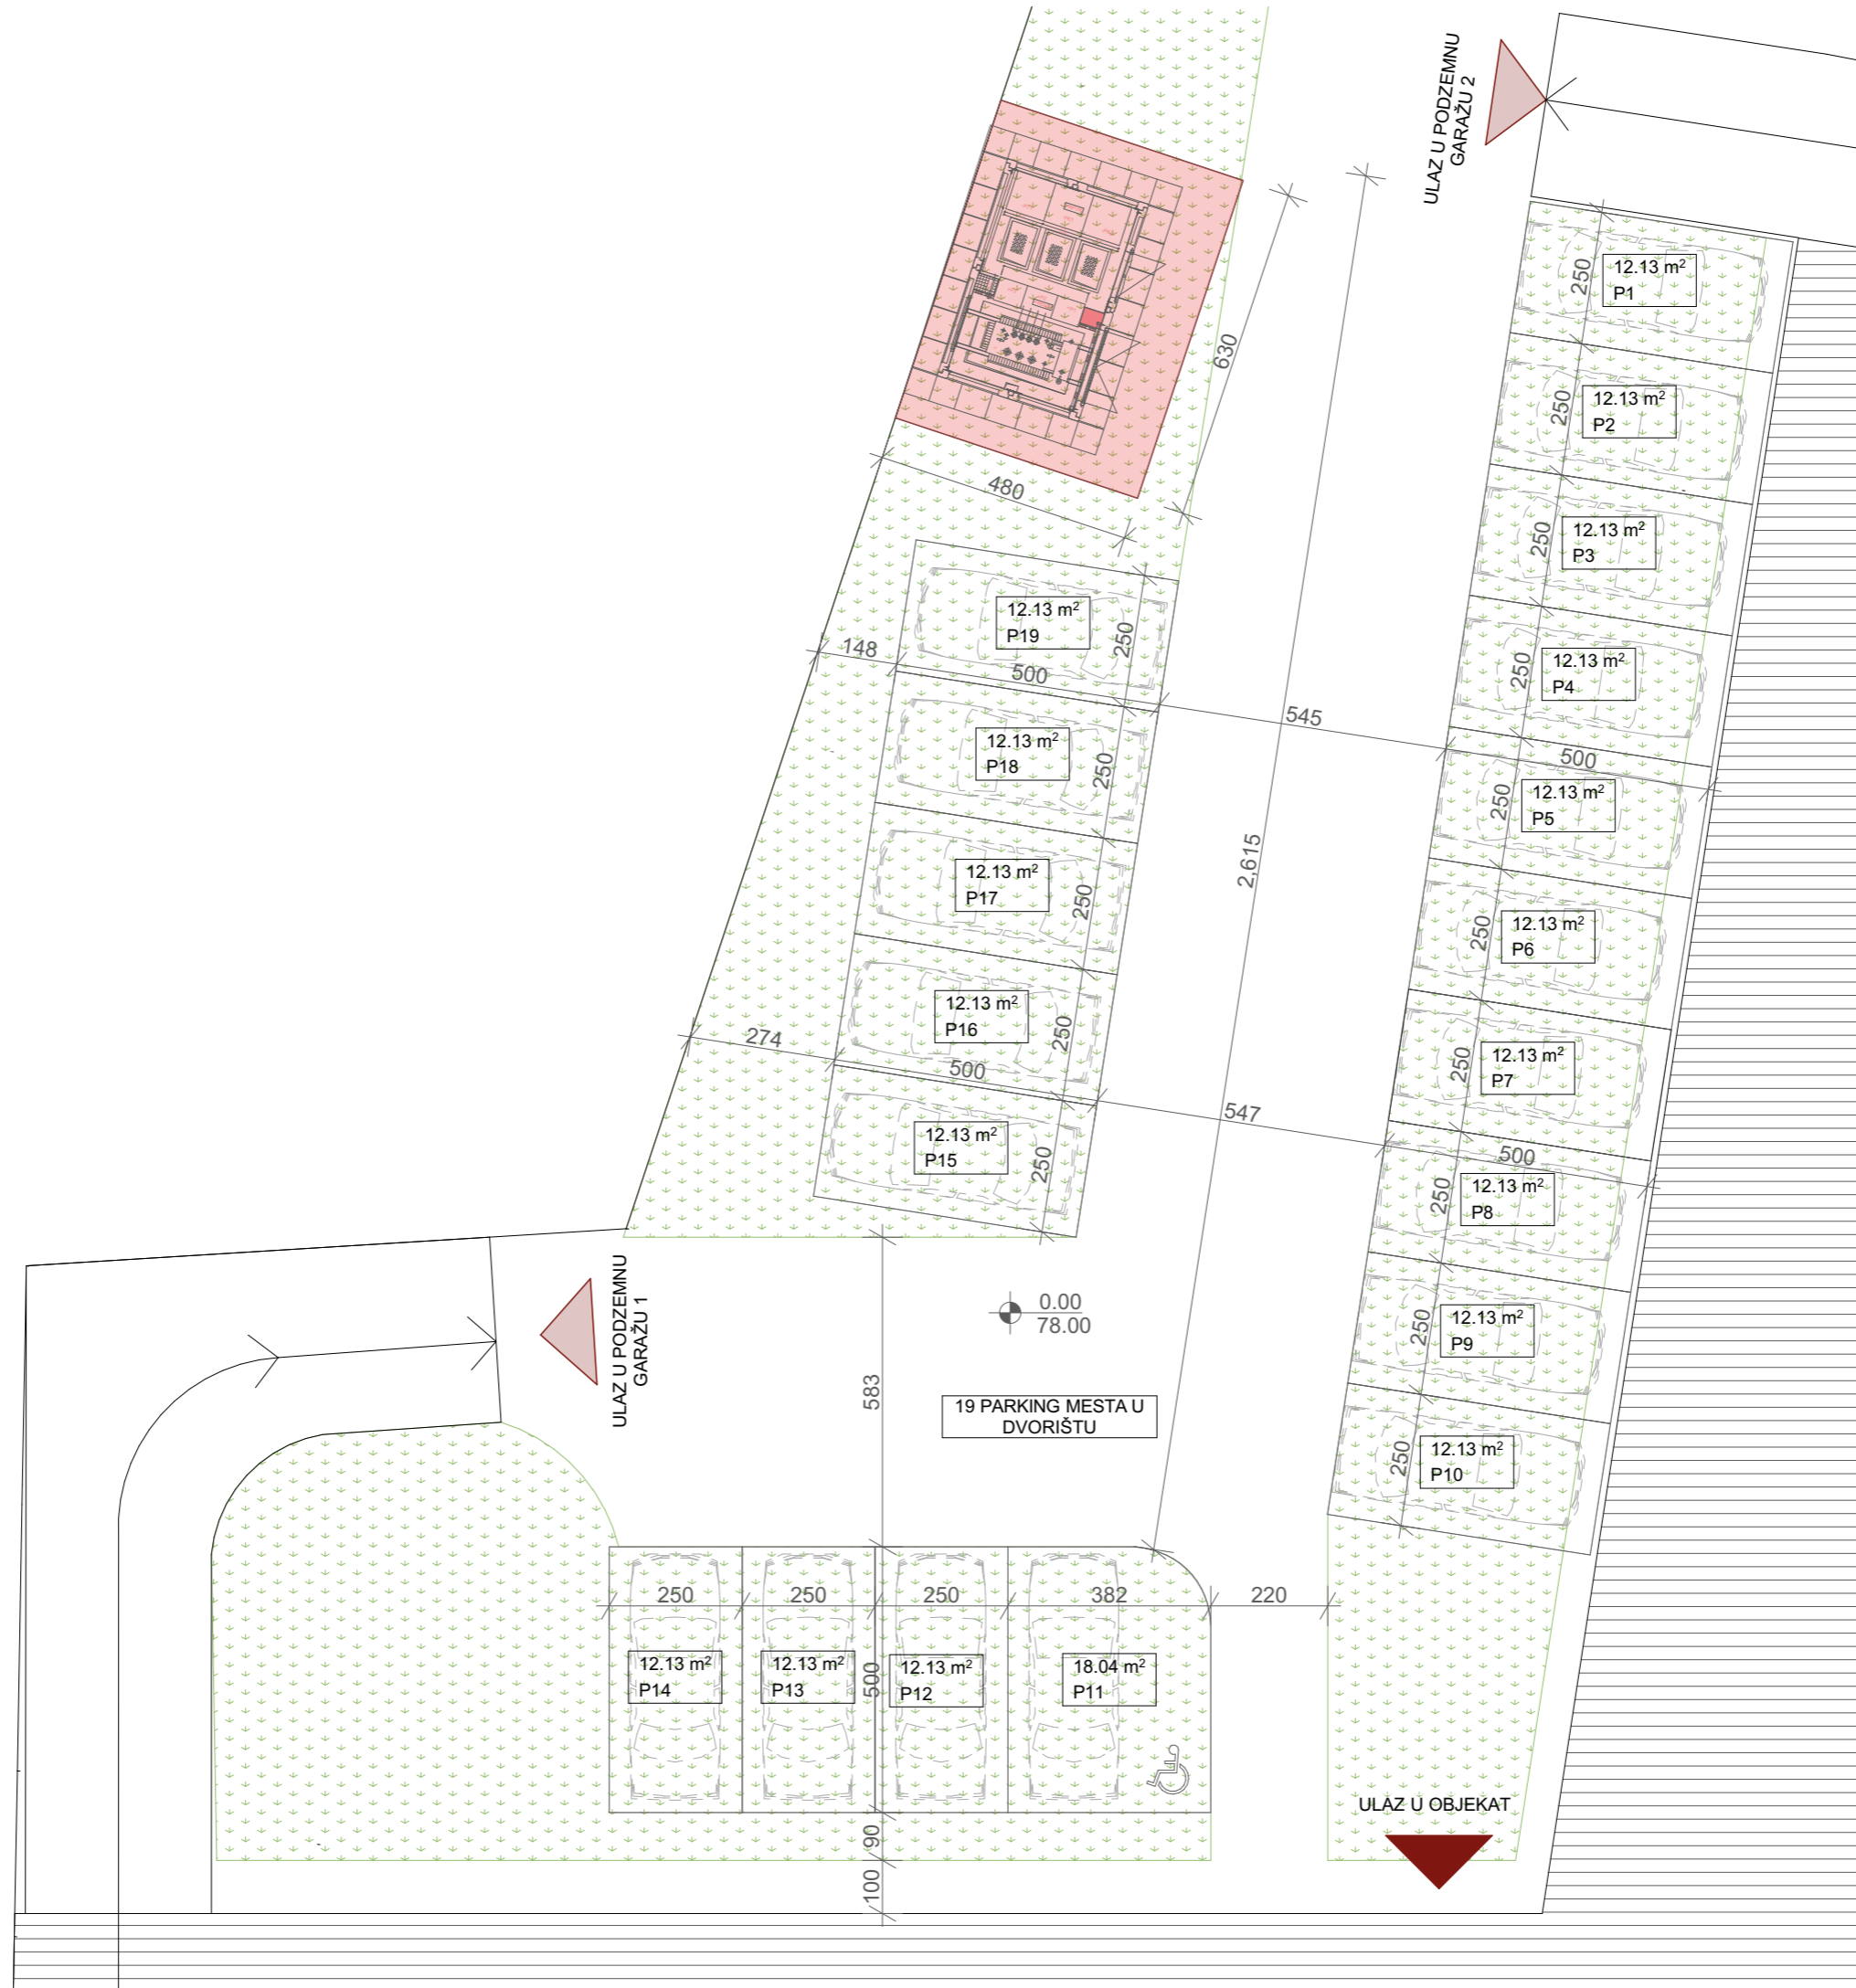 ULAZ U PODZEMNU
GARAŽU 2
630
480
12.13 m²
P1
250
12.13 m²
P2
250
12.13 m²
P3
250
12.13 m²
P4
250
500
12.13 m²
P5
250
12.13 m²
P6
250
12.13 m²
P7
250
500
12.13 m²
P8
250
12.13 m²
P9
250
12.13 m²
P10
250
12.13 m²
P19
250
148
500
545
12.13 m²
P18
250
12.13 m²
P17
250
2,615
12.13 m²
P16
250
274
500
547
12.13 m²
P15
250
ULAZ U PODZEMNU
GARAŽU 1
0.00
78.00
583
19 PARKING MESTA U
DVORIŠTU
250
250
250
382
220
12.13 m²
P14
12.13 m²
P13
500
12.13 m²
P12
18.04 m²
P11
90
100
ULAZ U OBJEKAT